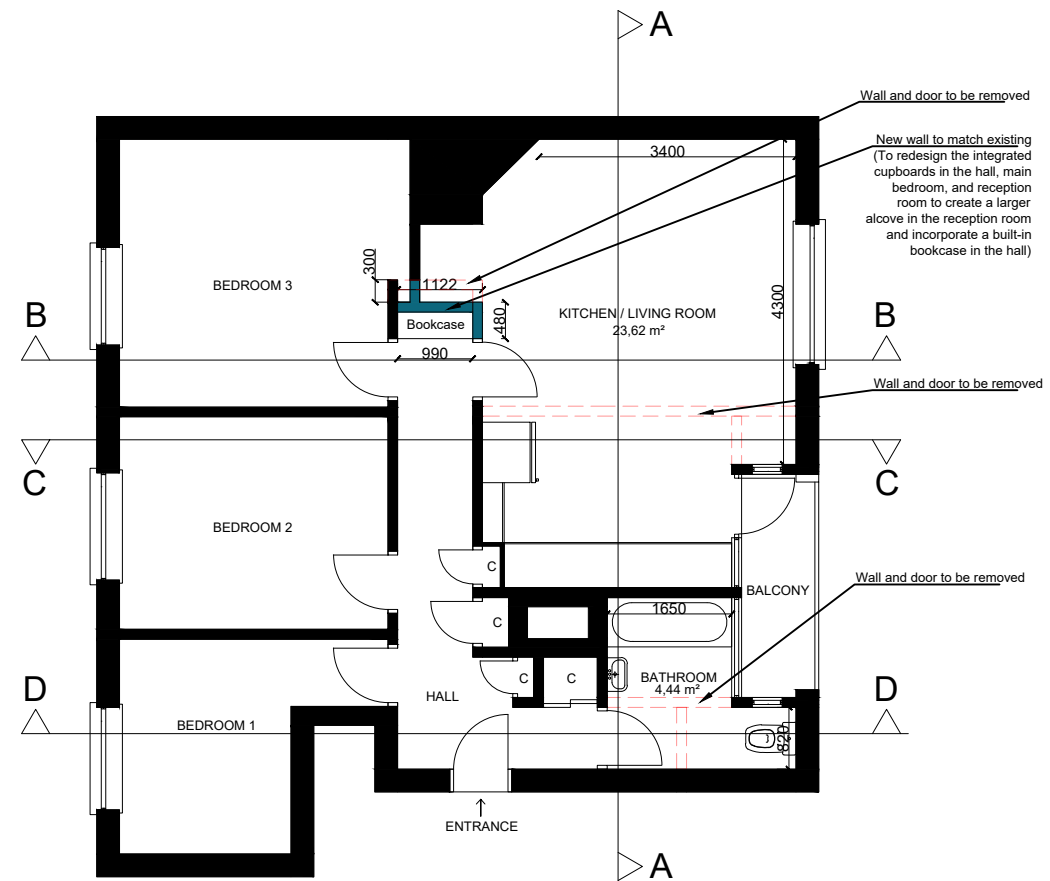 A
Wall and door to be removed
New wall to match existing
(To redesign the integrated
cupboards in the hall, main
bedroom, and reception
room to create a larger
alcove in the reception room
and incorporate a built-in
bookcase in the hall)
3400
300
1122
BEDROOM 3
4300
KITCHEN / LIVING ROOM
23,62 m²
480
Bookcase
B
B
990
Wall and door to be removed
C
C
BEDROOM 2
C
Wall and door to be removed
BALCONY
1650
C
BATHROOM
4,44 m²
C
C
D
D
HALL
BEDROOM 1
820
ENTRANCE
A